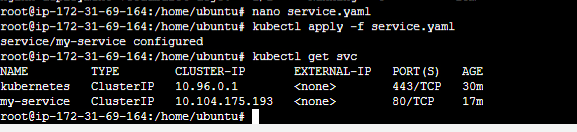 root@ip-172-31-69-164:/home/ubuntu# nano service.yaml
root@ip-172-31-69-164:/home/ubuntu# kubectl apply -f service.yaml
service/my-service configured
root@ip-172-31-69-164:/home/ubuntu# kubectl get svc
NAME TYPE CLUSTER-IP EXTERNAL-IP PORT(S) AGE
kubernetes ClusterIP 10.96.0.1 <none> 443/TCP 30m
my-service ClusterIP 10.104.175.193 <none> 80/TCP 17m
root@ip-172-31-69-164:/home/ubuntu#